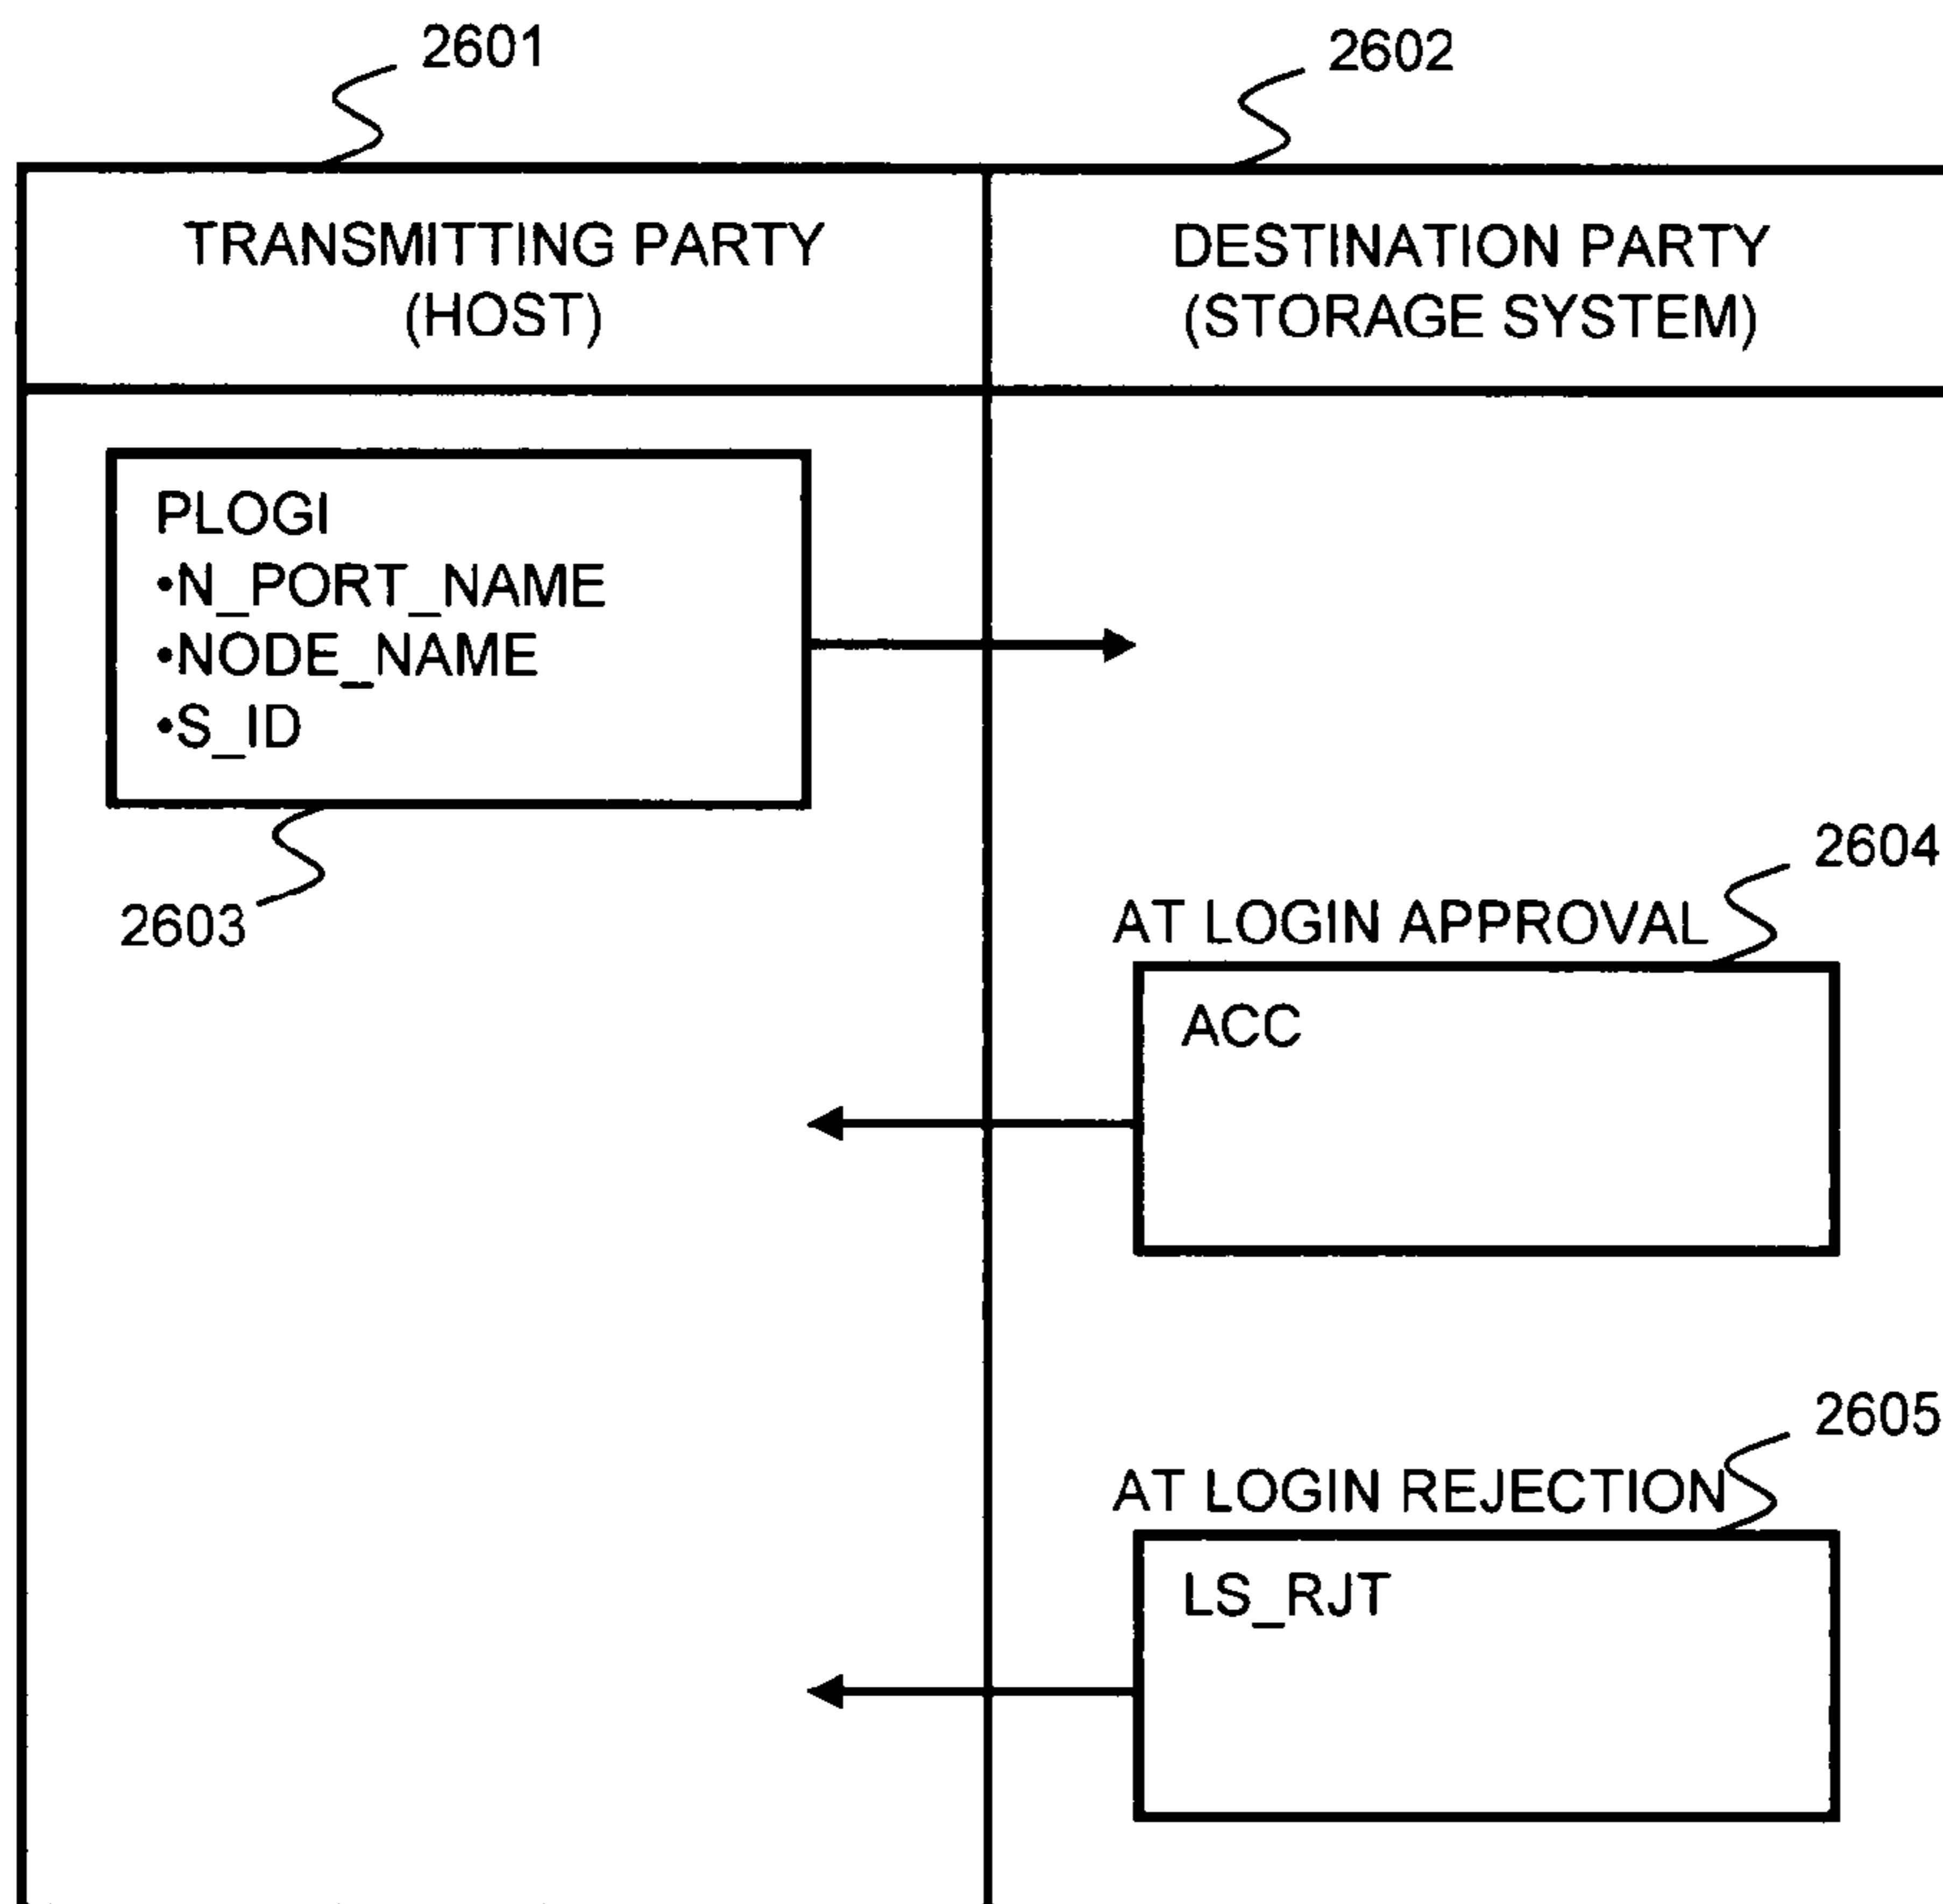 2601
2602
TRANSMITTING PARTY
(HOST)
DESTINATION PARTY
(STORAGE SYSTEM)
PLOGI
•N_PORT_NAME
•NODE_NAME
•S_ID
2603
2604
AT LOGIN APPROVAL
ACC
2605
AT LOGIN REJECTION
LS_RJT